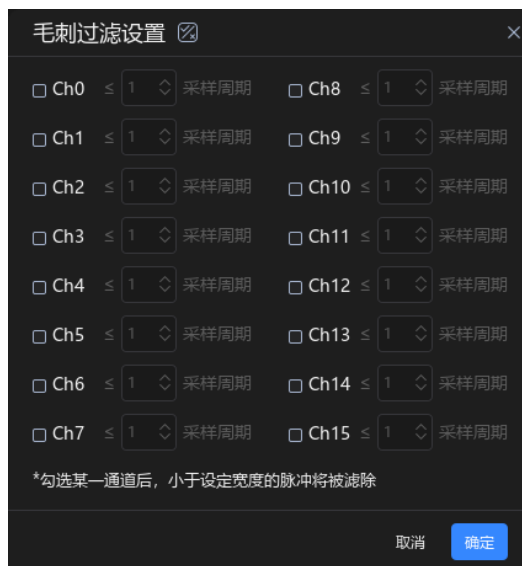 毛刺过滤设置
Ch0 ≤ 1 采样周期 Ch8 ≤ 1 采样周期
Ch1 ≤ 1 采样周期 Ch9 ≤ 1 采样周期
Ch2 ≤ 1 采样周期 Ch10 ≤ 1 采样周期
Ch3 ≤ 1 采样周期 Ch11 ≤ 1 采样周期
Ch4 ≤ 1 采样周期 Ch12 ≤ 1 采样周期
Ch5 ≤ 1 采样周期 Ch13 ≤ 1 采样周期
Ch6 ≤ 1 采样周期 Ch14 ≤ 1 采样周期
Ch7 ≤ 1 采样周期 Ch15 ≤ 1 采样周期
*勾选某一通道后，小于设定宽度的脉冲将被滤除
取消 确定